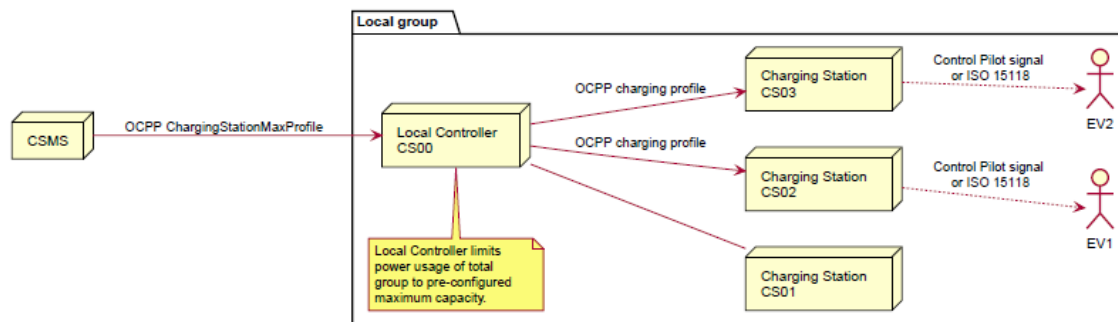 Local group
CSMS
OCPP ChargingStationMaxProfile
Local Controller
CS00
Local Controller limits
power usage of total
group to pre-configured
maximum capacity.
OCPP charging profile
Charging Station
CS03
Control Pilot signal
or ISO 15118
EV2
OCPP charging profile
Charging Station
CS02
Control Pilot signal
or ISO 15118
EV1
Charging Station
CS01